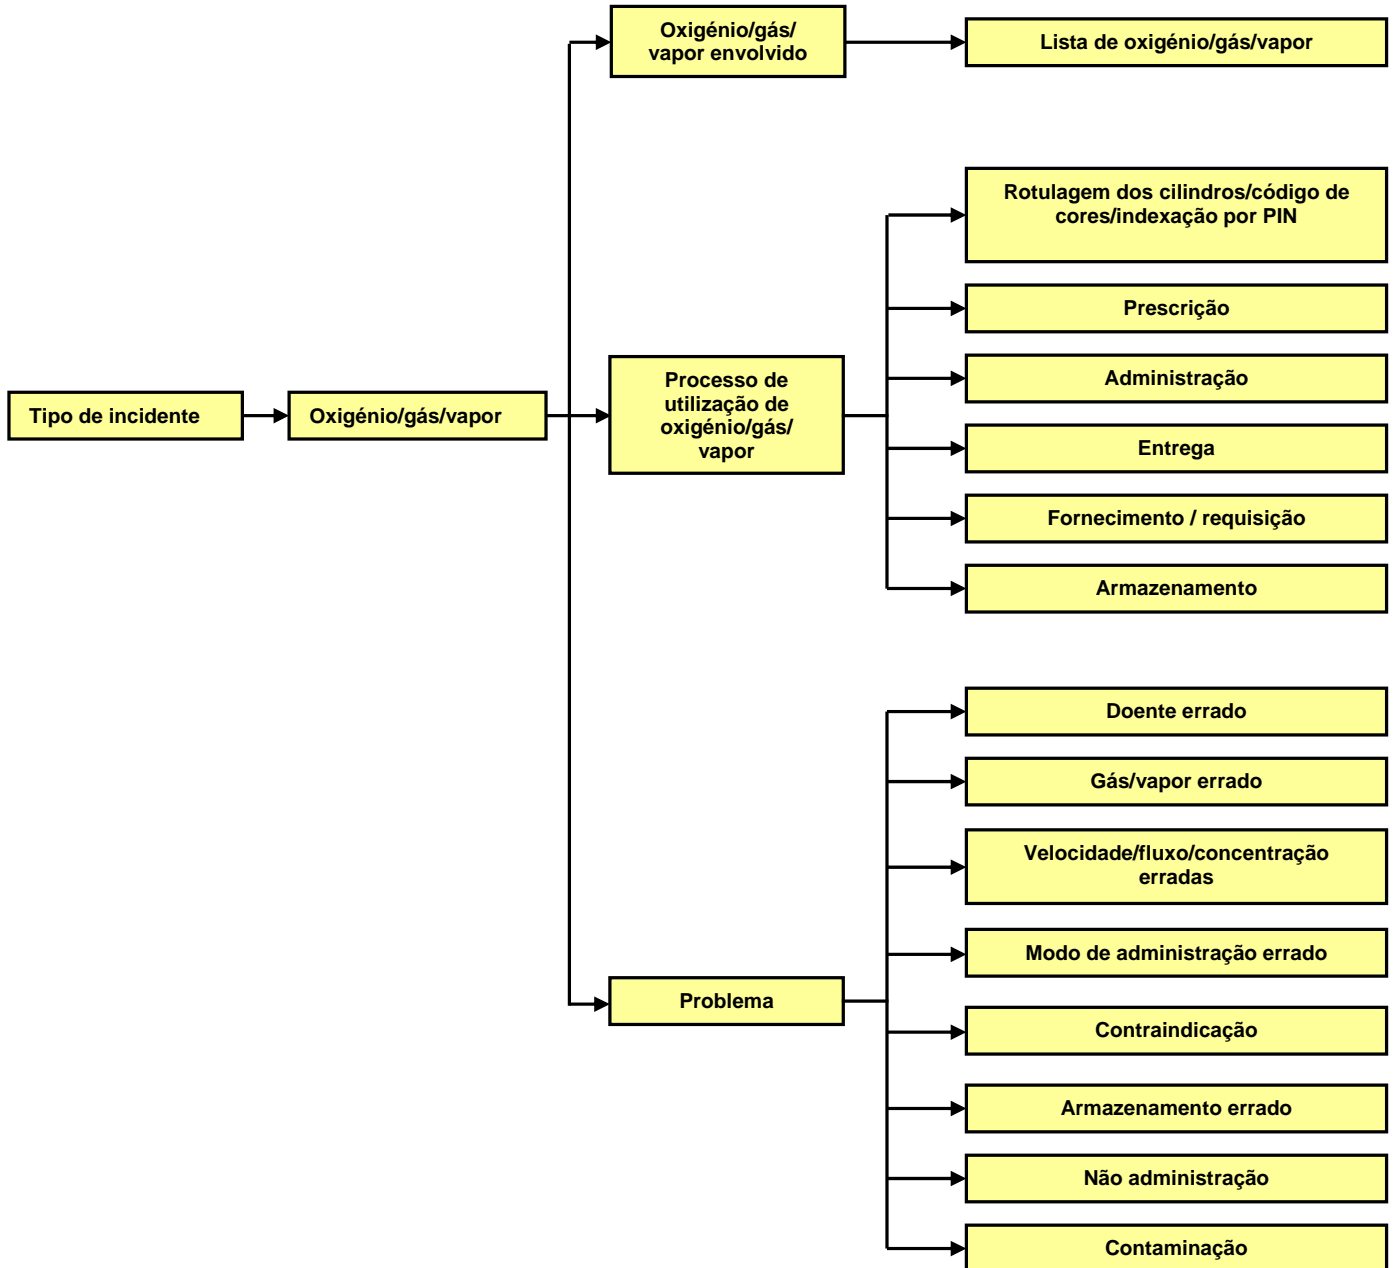 Tipo de incidente
Oxigénio/gás/vapor
Oxigénio/gás/
vapor envolvido
Lista de oxigénio/gás/vapor
Processo de
utilização de
oxigénio/gás/
vapor
Rotulagem dos cilindros/código de
cores/indexação por PIN
Prescrição
Administração
Entrega
Fornecimento / requisição
Armazenamento
Problema
Doente errado
Gás/vapor errado
Velocidade/fluxo/concentração
erradas
Modo de administração errado
Contraindicação
Armazenamento errado
Não administração
Contaminação